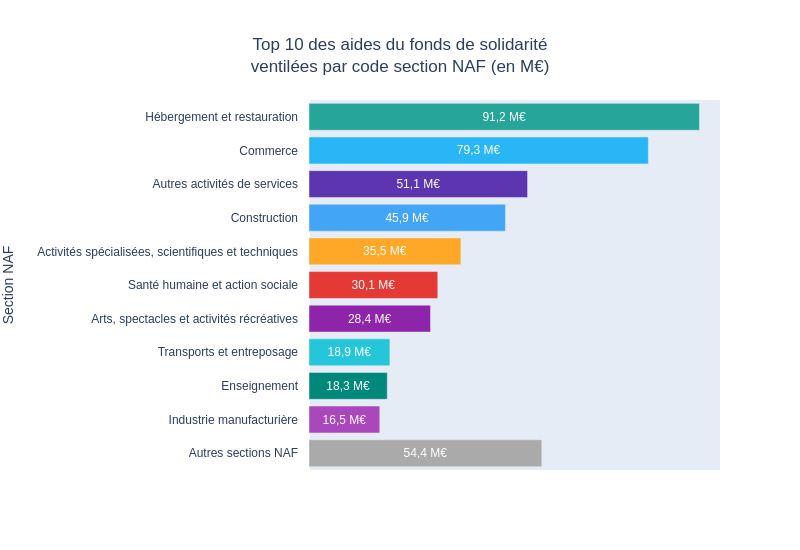 Top 10 des aides du fonds de solidarité
ventilées par code section NAF (en M€)
Section NAF
Hébergement et restauration 91,2 M€
Commerce 79,3 M€
Autres activités de services 51,1 M€
Construction 45,9 M€
Activités spécialisées, scientifiques et techniques 35,5 M€
Santé humaine et action sociale 30,1 M€
Arts, spectacles et activités récréatives 28,4 M€
Transports et entreposage 18,9 M€
Enseignement 18,3 M€
Industrie manufacturière 16,5 M€
Autres sections NAF 54,4 M€